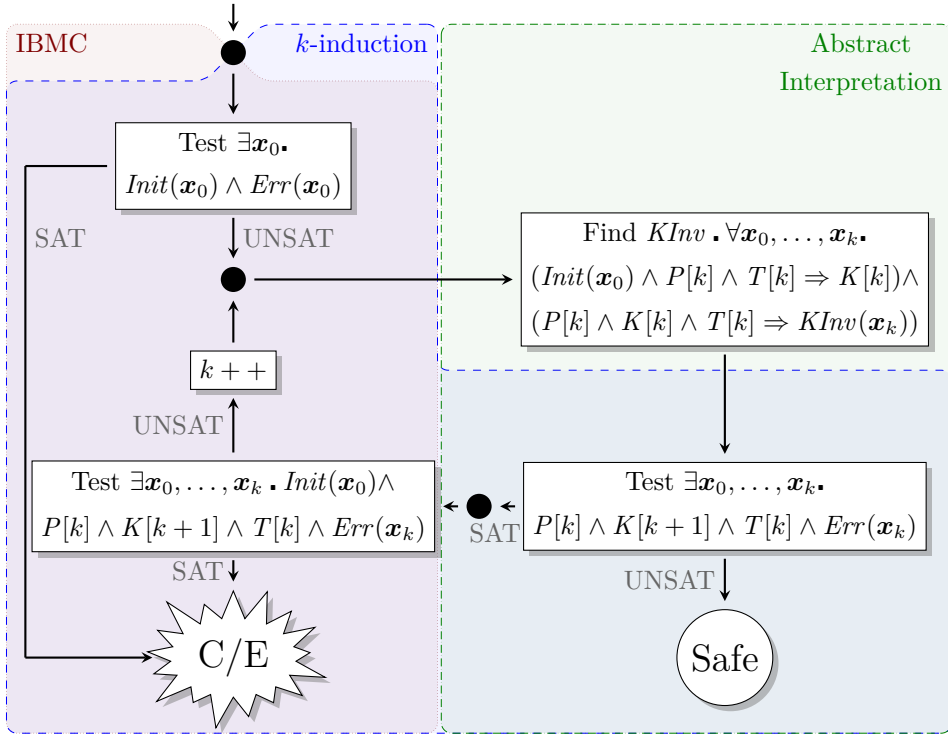 IBMC
k-induction
Abstract
Interpretation
Test ∃x₀.
Init(x₀) ∧ Err(x₀)
SAT
UNSAT
Find KInv . ∀x₀, . . . , xₖ.
(Init(x₀) ∧ P[k] ∧ T[k] ⇒ K[k])∧
(P[k] ∧ K[k] ∧ T[k] ⇒ KInv(xₖ))
k + +
UNSAT
Test ∃x₀, . . . , xₖ . Init(x₀)∧
P[k] ∧ K[k + 1] ∧ T[k] ∧ Err(xₖ)
SAT
Test ∃x₀, . . . , xₖ.
P[k] ∧ K[k + 1] ∧ T[k] ∧ Err(xₖ)
SAT
UNSAT
C/E
Safe